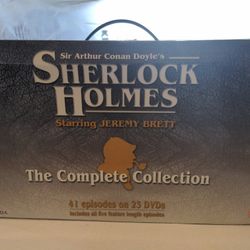 Sir Arthur Conan Doyle's
SHERLOCK
HOLMES
Starring JEREMY BRETT
The Complete Collection
41 episodes on 25 DVDs
includes all five feature length episodes